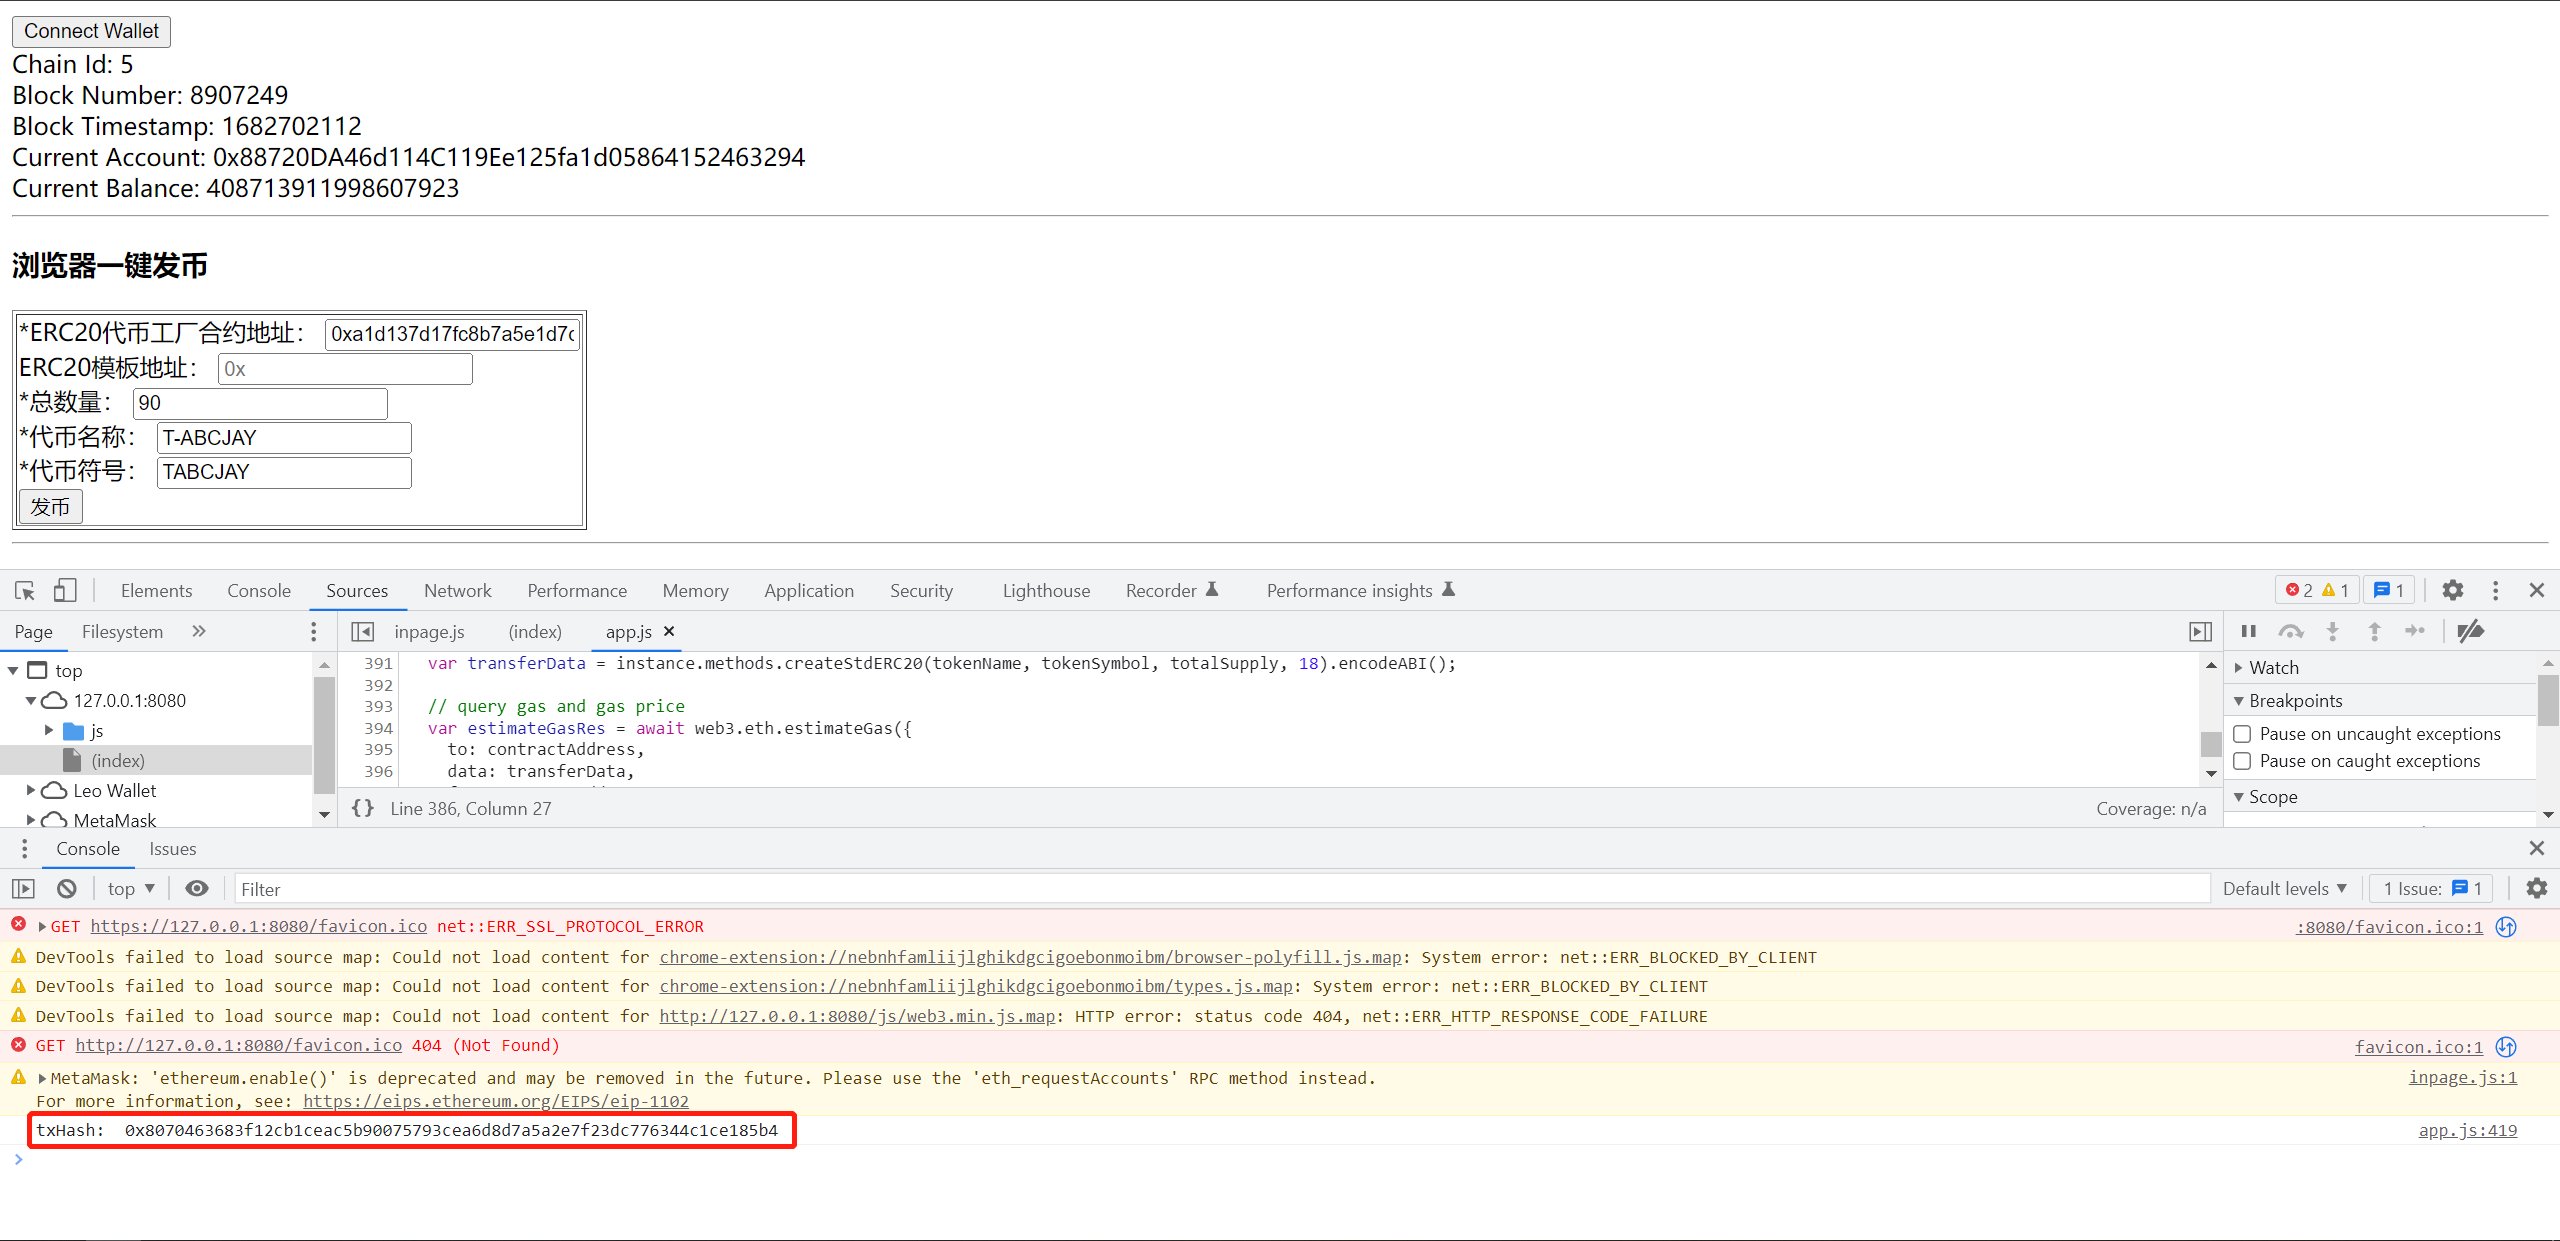 Connect Wallet
Chain Id: 5
Block Number: 8907249
Block Timestamp: 1682702112
Current Account: 0x88720DA46d114C119Ee125fa1d05864152463294
Current Balance: 408713911998607923
浏览器一键发币
*ERC20代币工厂合约地址： 0xa1d137d17fc8b7a5e1d7c
ERC20模板地址： 0x
*总数量： 90
*代币名称： T-ABCJAY
*代币符号： TABCJAY
发币
Elements Console Sources Network Performance Memory Application Security Lighthouse Recorder Performance insights 2 1 1
Page Filesystem inpage.js (index) app.js
top
127.0.0.1:8080
js
(index)
Leo Wallet
MetaMask
391 var transferData = instance.methods.createStdERC20(tokenName, tokenSymbol, totalSupply, 18).encodeABI();
392
393 // query gas and gas price
394 var estimateGasRes = await web3.eth.estimateGas({
395 to: contractAddress,
396 data: transferData,
{} Line 386, Column 27 Coverage: n/a
Watch
Breakpoints
Pause on uncaught exceptions
Pause on caught exceptions
Scope
Console Issues
top Filter Default levels 1 Issue: 1
GET https://127.0.0.1:8080/favicon.ico net::ERR_SSL_PROTOCOL_ERROR :8080/favicon.ico:1
DevTools failed to load source map: Could not load content for chrome-extension://nebnhfamliijlghikdgcigoebonmoibm/browser-polyfill.js.map: System error: net::ERR_BLOCKED_BY_CLIENT
DevTools failed to load source map: Could not load content for chrome-extension://nebnhfamliijlghikdgcigoebonmoibm/types.js.map: System error: net::ERR_BLOCKED_BY_CLIENT
DevTools failed to load source map: Could not load content for http://127.0.0.1:8080/js/web3.min.js.map: HTTP error: status code 404, net::ERR_HTTP_RESPONSE_CODE_FAILURE
GET http://127.0.0.1:8080/favicon.ico 404 (Not Found) favicon.ico:1
MetaMask: 'ethereum.enable()' is deprecated and may be removed in the future. Please use the 'eth_requestAccounts' RPC method instead. inpage.js:1
For more information, see: https://eips.ethereum.org/EIPS/eip-1102
txHash: 0x8070463683f12cb1ceac5b90075793cea6d8d7a5a2e7f23dc776344c1ce185b4 app.js:419